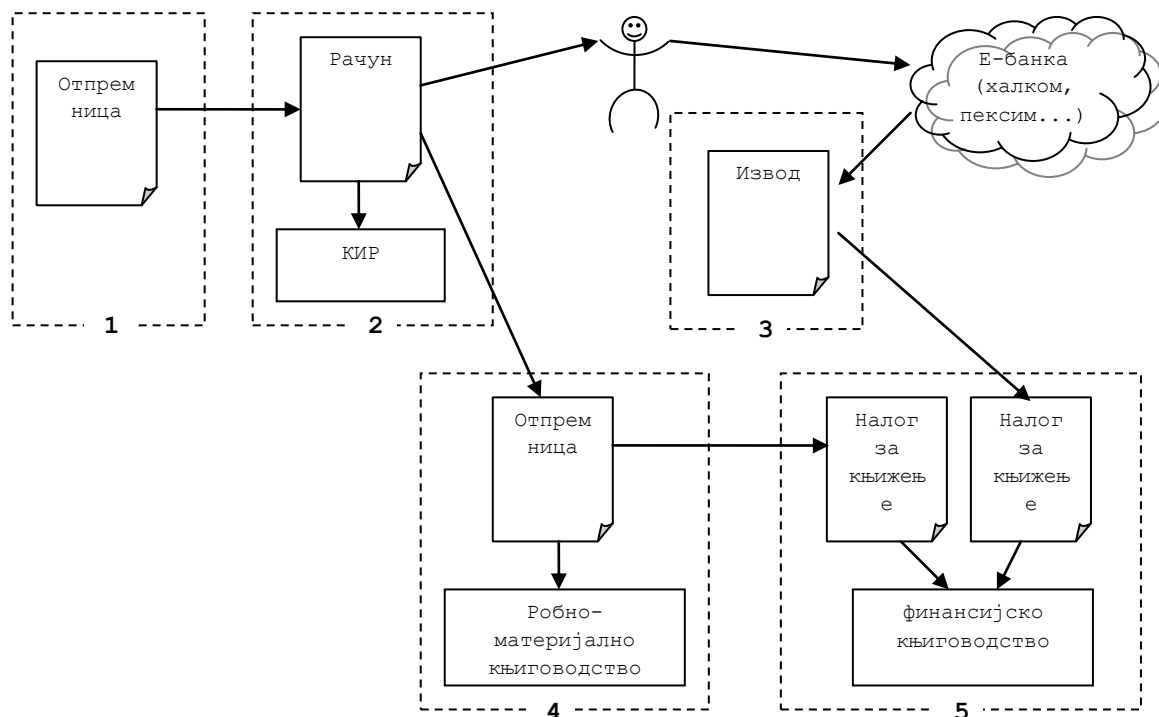 Отпрем
ница
Рачун
КИР
Е-банка
(халком,
пексим...)
Извод
1
2
3
Отпрем
ница
Налог
за
књижењ
е
Налог
за
књижењ
е
Робно-
материјално
књиговодство
финансијско
књиговодство
4
5